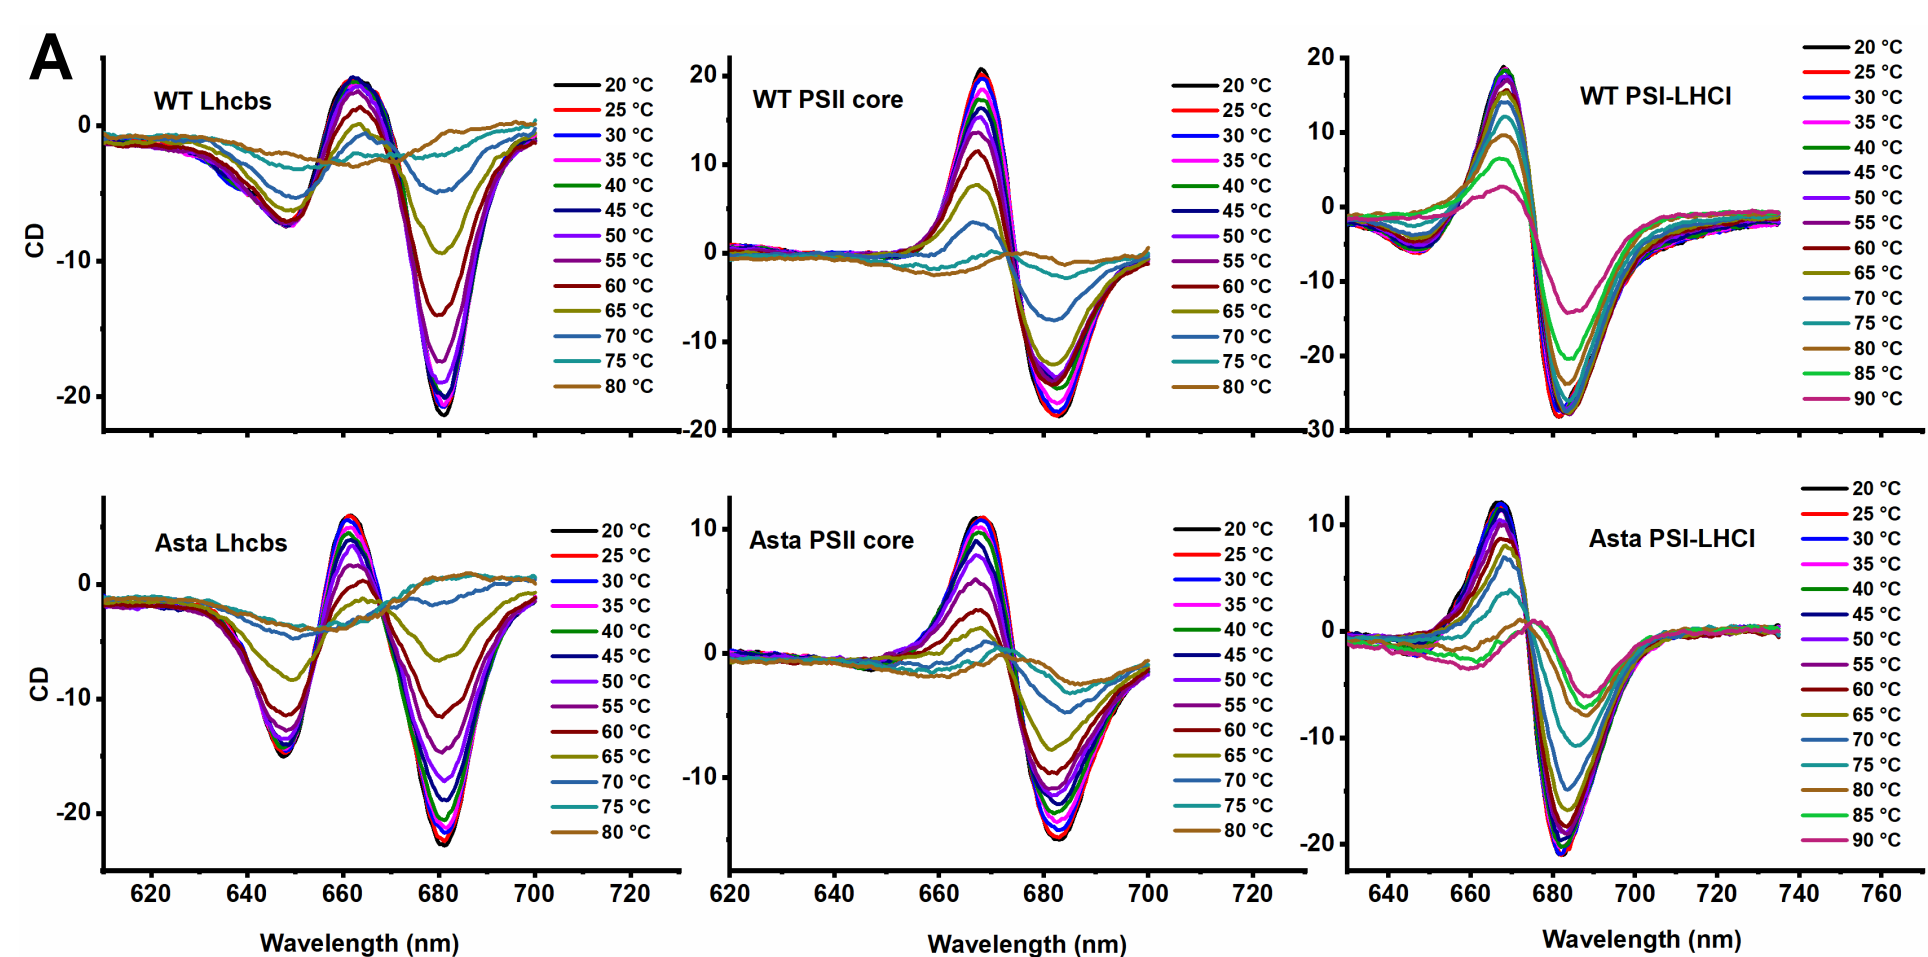 A
WT Lhcbs
CD
0
-10
-20
20 °C
25 °C
30 °C
35 °C
40 °C
45 °C
50 °C
55 °C
60 °C
65 °C
70 °C
75 °C
80 °C
WT PSII core
20
10
0
-10
-20
20 °C
25 °C
30 °C
35 °C
40 °C
45 °C
50 °C
55 °C
60 °C
65 °C
70 °C
75 °C
80 °C
WT PSI-LHCI
20
10
0
-10
-20
-30
20 °C
25 °C
30 °C
35 °C
40 °C
45 °C
50 °C
55 °C
60 °C
65 °C
70 °C
75 °C
80 °C
85 °C
90 °C
Asta Lhcbs
CD
0
-10
-20
20 °C
25 °C
30 °C
35 °C
40 °C
45 °C
50 °C
55 °C
60 °C
65 °C
70 °C
75 °C
80 °C
620 640 660 680 700 720
Wavelength (nm)
Asta PSII core
10
0
-10
20 °C
25 °C
30 °C
35 °C
40 °C
45 °C
50 °C
55 °C
60 °C
65 °C
70 °C
75 °C
80 °C
620 640 660 680 700 720
Wavelength (nm)
Asta PSI-LHCI
10
0
-10
-20
20 °C
25 °C
30 °C
35 °C
40 °C
45 °C
50 °C
55 °C
60 °C
65 °C
70 °C
75 °C
80 °C
85 °C
90 °C
640 660 680 700 720 740 760
Wavelength (nm)